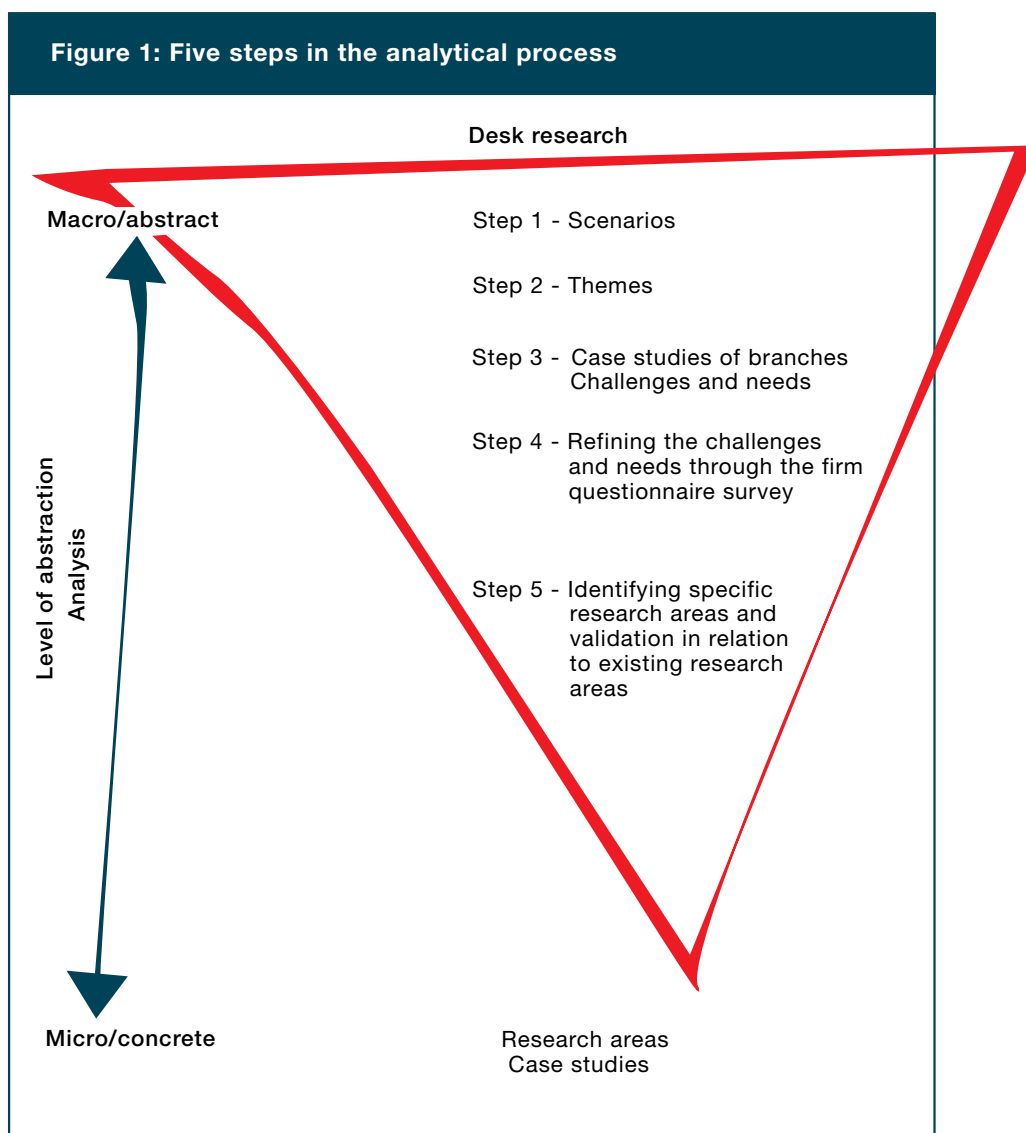 Figure 1: Five steps in the analytical process
Desk research
Macro/abstract
Step 1 - Scenarios
Step 2 - Themes
Step 3 - Case studies of branches
Challenges and needs
Step 4 - Refining the challenges
and needs through the firm
questionnaire survey
Level of abstraction
Analysis
Step 5 - Identifying specific
research areas and
validation in relation
to existing research
areas
Micro/concrete
Research areas
Case studies